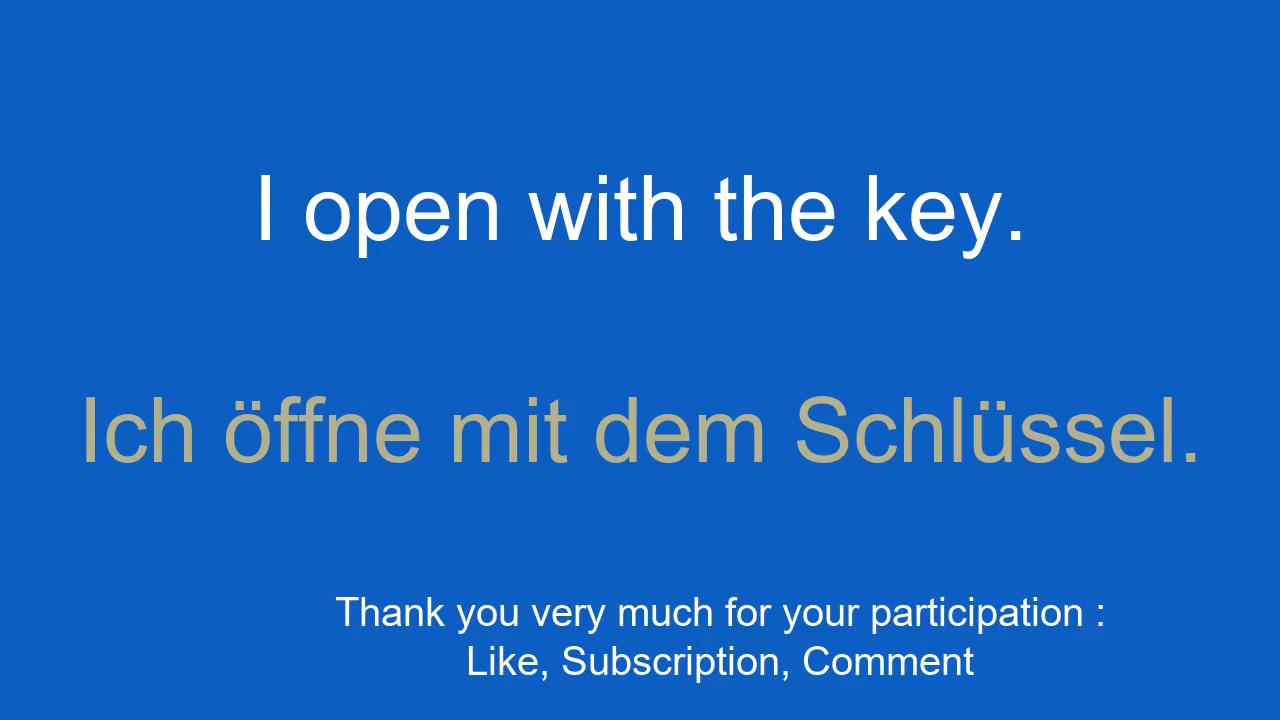 I open with the key.
Ich öffne mit dem Schlüssel.
Thank you very much for your participation :
Like, Subscription, Comment